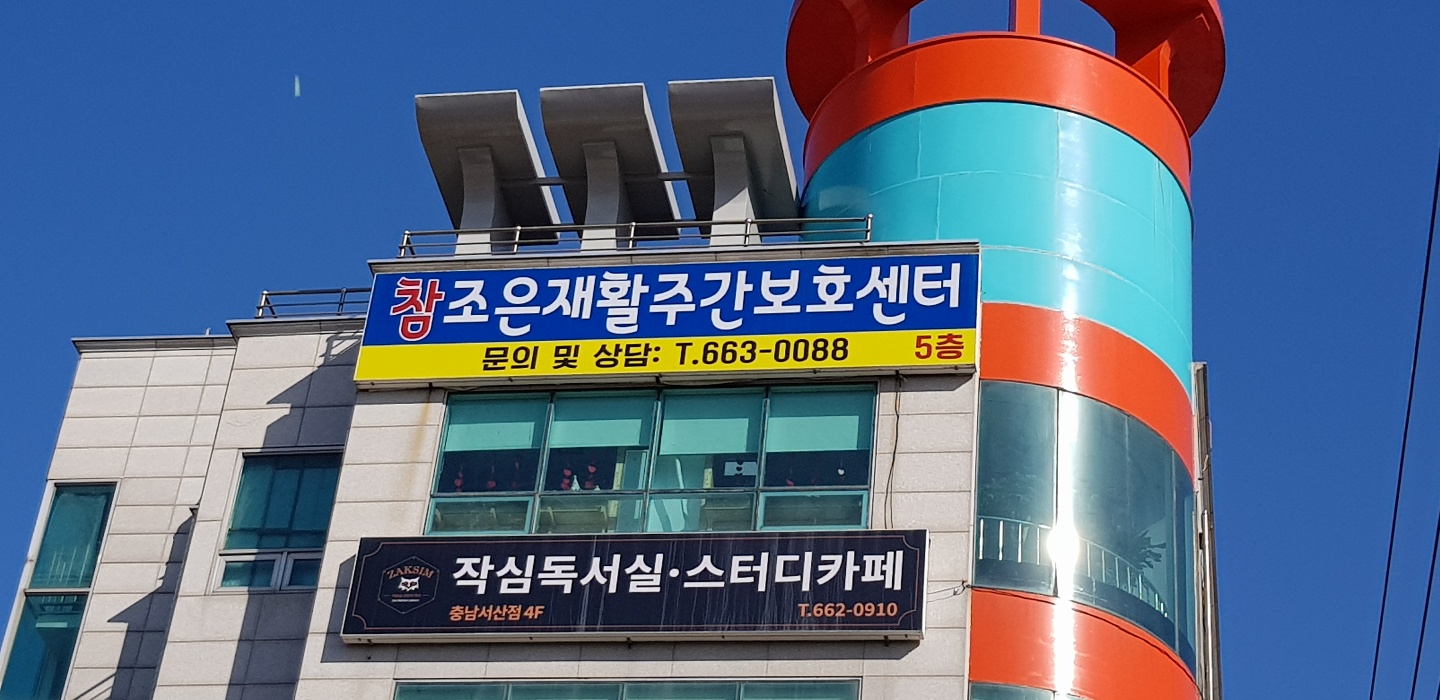 참조은재활주간보호센터
문의 및 상담: T.663-0088 5층
ZAKSIM
작심독서실·스터디카페
충남서산점 4F T.662-0910